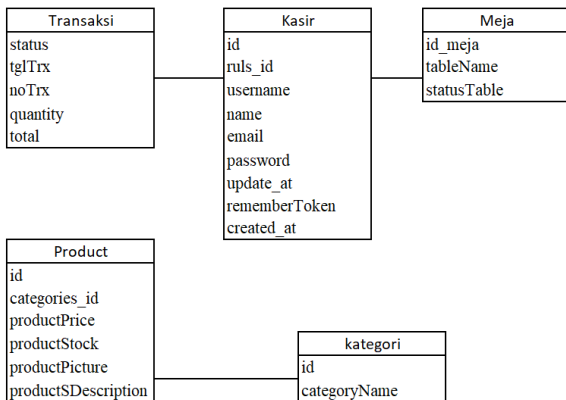 Transaksi
status
tglTrx
noTrx
quantity
total
Kasir
id
ruls_id
username
name
email
password
update_at
rememberToken
created_at
Meja
id_meja
tableName
statusTable
Product
id
categories_id
productPrice
productStock
productPicture
productSDescription
kategori
id
categoryName